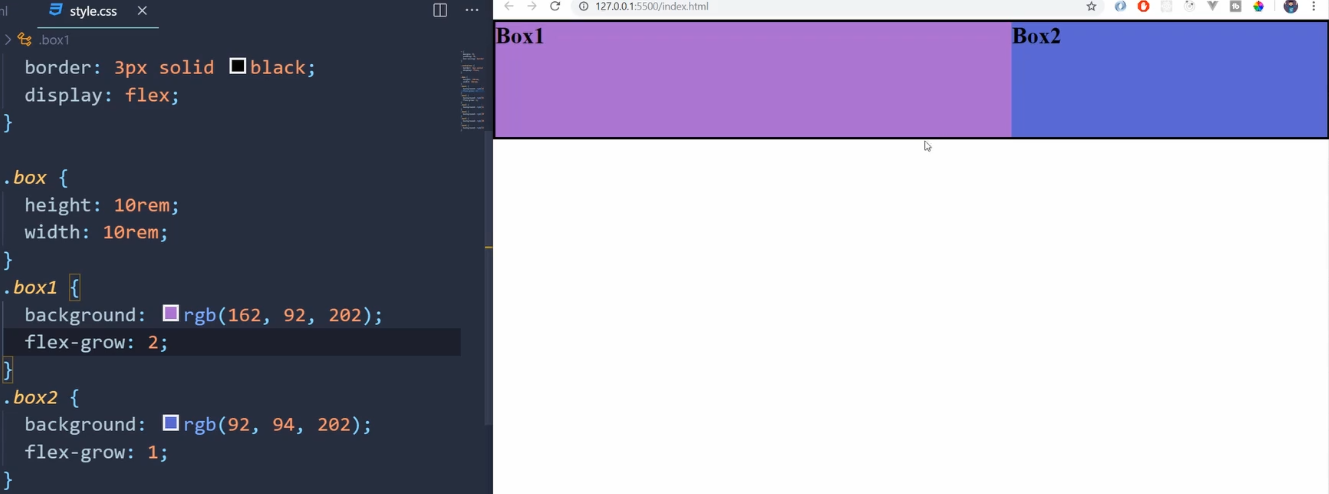 nl
style.css
.box1
border: 3px solid black;
display: flex;
}
.box {
height: 10rem;
width: 10rem;
}
.box1 {
background: rgb(162, 92, 202);
flex-grow: 2;
}
.box2 {
background: rgb(92, 94, 202);
flex-grow: 1;
}
127.0.0.1:5500/index.html
Box1
Box2